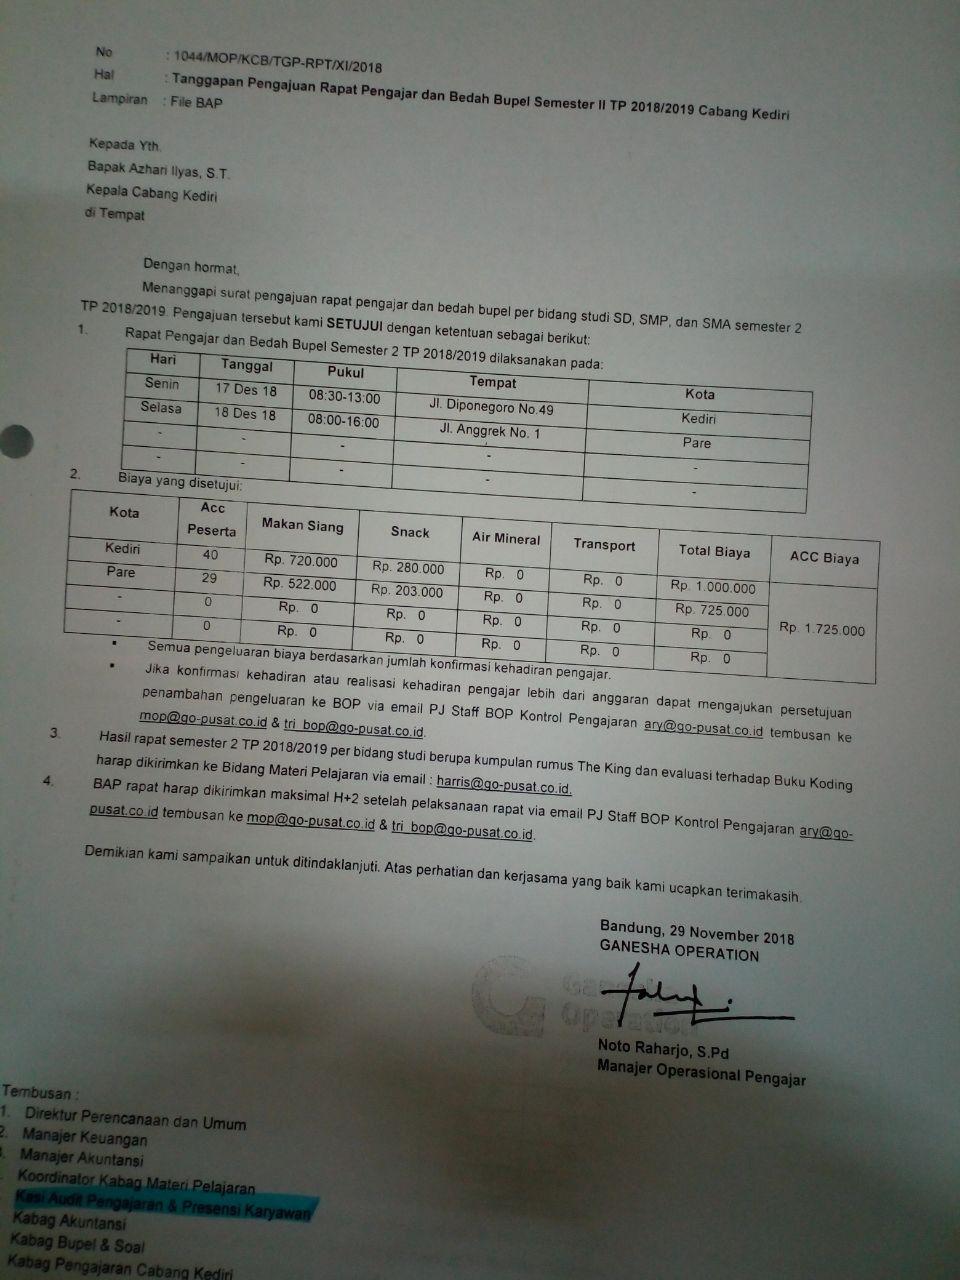 No : 1044/MOP/KCB/TGP-RPT/XI/2018
Hal : Tanggapan Pengajuan Rapat Pengajar dan Bedah Bupel Semester II TP 2018/2019 Cabang Kediri
Lampiran : File BAP
Kepada Yth.
Bapak Azhari Ilyas, S.T.
Kepala Cabang Kediri
di Tempat
Dengan hormat,
Menanggapi surat pengajuan rapat pengajar dan bedah bupel per bidang studi SD, SMP, dan SMA semester 2
TP 2018/2019. Pengajuan tersebut kami SETUJUI dengan ketentuan sebagai berikut:
1. Rapat Pengajar dan Bedah Bupel Semester 2 TP 2018/2019 dilaksanakan pada:
Hari Tanggal Pukul Tempat Kota
Senin 17 Des 18 08:30-13:00 Jl. Diponegoro No.49 Kediri
Selasa 18 Des 18 08:00-16:00 Jl. Anggrek No. 1 Pare
- - - - -
- - - - -
2. Biaya yang disetujui:
Kota Acc Peserta Makan Siang Snack Air Mineral Transport Total Biaya ACC Biaya
Kediri 40 Rp. 720.000 Rp. 280.000 Rp. 0 Rp. 0 Rp. 1.000.000
Pare 29 Rp. 522.000 Rp. 203.000 Rp. 0 Rp. 0 Rp. 725.000 Rp. 1.725.000
- 0 Rp. 0 Rp. 0 Rp. 0 Rp. 0 Rp. 0
- 0 Rp. 0 Rp. 0 Rp. 0 Rp. 0 Rp. 0
▪ Semua pengeluaran biaya berdasarkan jumlah konfirmasi kehadiran pengajar.
▪ Jika konfirmasi kehadiran atau realisasi kehadiran pengajar lebih dari anggaran dapat mengajukan persetujuan
penambahan pengeluaran ke BOP via email PJ Staff BOP Kontrol Pengajaran ary@go-pusat.co.id tembusan ke
mop@go-pusat.co.id & tri_bop@go-pusat.co.id.
3. Hasil rapat semester 2 TP 2018/2019 per bidang studi berupa kumpulan rumus The King dan evaluasi terhadap Buku Koding
harap dikirimkan ke Bidang Materi Pelajaran via email : harris@go-pusat.co.id.
4. BAP rapat harap dikirimkan maksimal H+2 setelah pelaksanaan rapat via email PJ Staff BOP Kontrol Pengajaran ary@go-
pusat.co.id tembusan ke mop@go-pusat.co.id & tri_bop@go-pusat.co.id.
Demikian kami sampaikan untuk ditindaklanjuti. Atas perhatian dan kerjasama yang baik kami ucapkan terimakasih.
Bandung, 29 November 2018
GANESHA OPERATION
Ganesha
Operation
Noto Raharjo, S.Pd
Manajer Operasional Pengajar
Tembusan :
1. Direktur Perencanaan dan Umum
2. Manajer Keuangan
Manajer Akuntansi
Koordinator Kabag Materi Pelajaran
Kasi Audit Pengajaran & Presensi Karyawan
Kabag Akuntansi
Kabag Bupel & Soal
Kabag Pengajaran Cabang Kediri